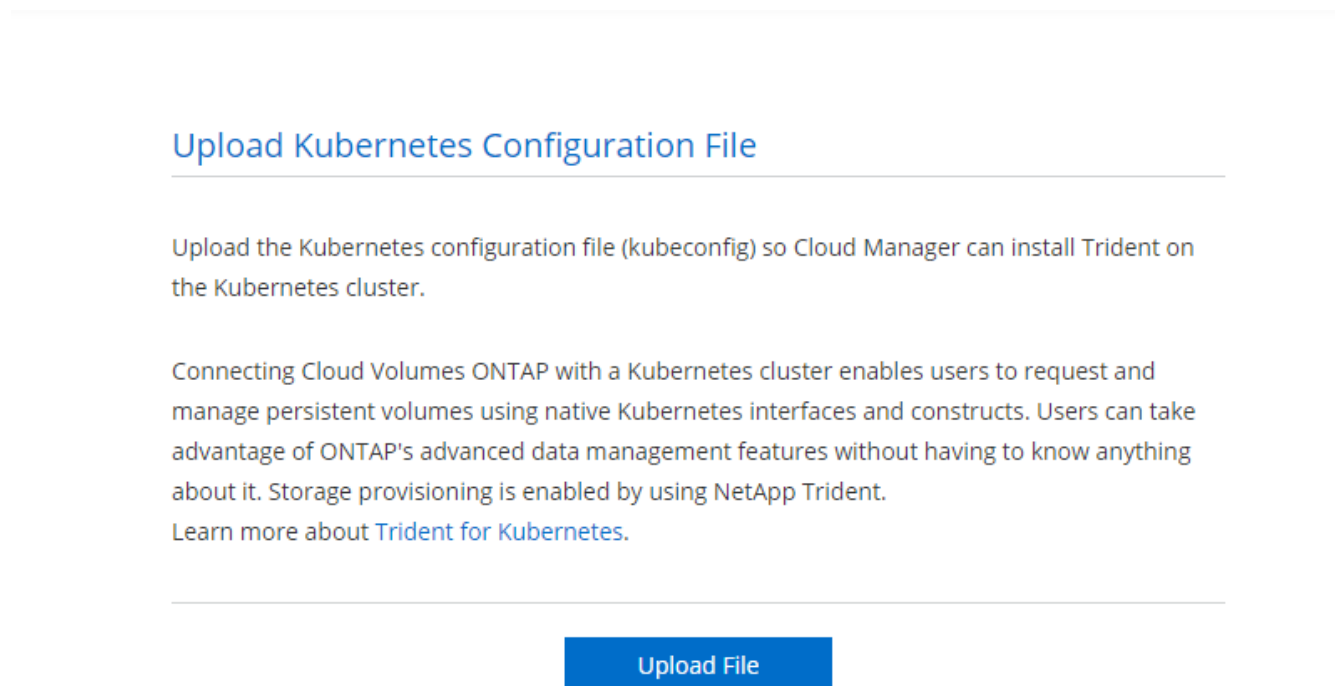 Upload Kubernetes Configuration File
Upload the Kubernetes configuration file (kubeconfig) so Cloud Manager can install Trident on
the Kubernetes cluster.
Connecting Cloud Volumes ONTAP with a Kubernetes cluster enables users to request and
manage persistent volumes using native Kubernetes interfaces and constructs. Users can take
advantage of ONTAP's advanced data management features without having to know anything
about it. Storage provisioning is enabled by using NetApp Trident.
Learn more about Trident for Kubernetes.
Upload File